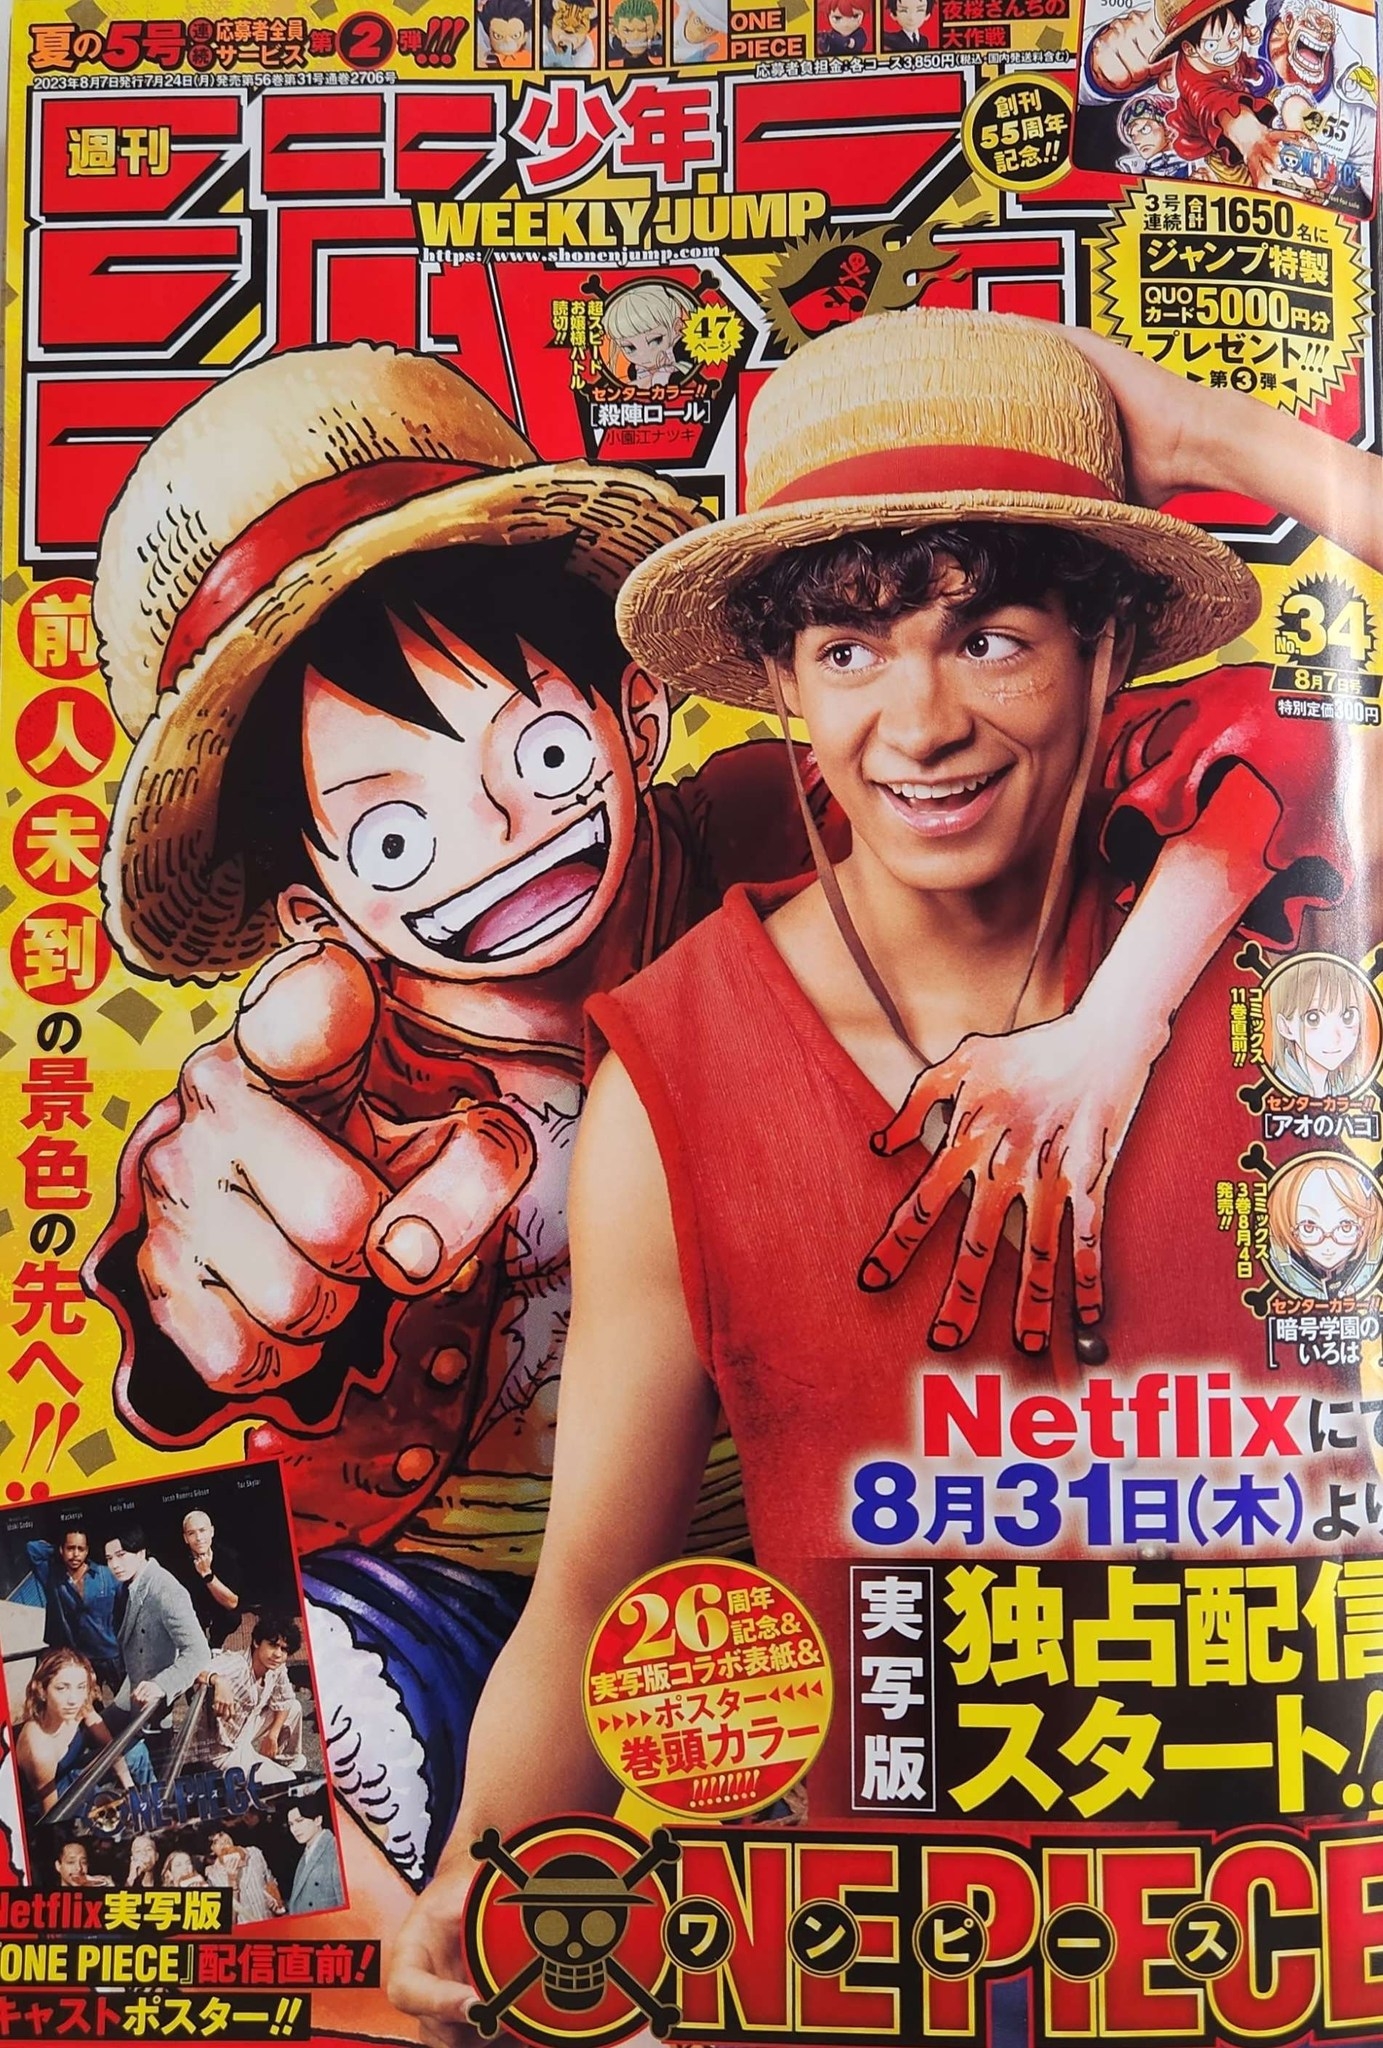 夏の5号連続応募者全員サービス第2弾!!!
ONE PIECE
夜桜さんちの大作戦
応募者負担金:各コース3,850円(税込・国内発送料含む)
2023年8月7日発行7月24日(月)発売第56巻第31号通巻2706号
週刊
少年
ジャンプ
WEEKLY JUMP
https://www.shonenjump.com
創刊
55周年
記念!!
3号連続
合計1650名に
ジャンプ特製
QUOカード5000円分
プレゼント!!!
第3弾
超スピード
お嬢様バトル
読切!!
47ページ
センターカラー!!
[殺陣ロール]
小園江ナツキ
No.34
8月7日号
特別定価300円
前人未到の景色の先へ!!
コミックス
11巻直前!!
センターカラー!!
[アオのハコ]
コミックス
3巻8月4日
発売!!
センターカラー!!
[暗号学園の
いろは]
Netflixにて
8月31日(木)より
実写版
独占配信
スタート!!
26周年
記念&
実写版コラボ表紙&
ポスター
巻頭カラー
!!!!!!!!
Emily Rudd
Mackenyu
Jacob Romero Gibson
Taz Skylar
ONE PIECE
Netflix実写版
『ONE PIECE』配信直前!
キャストポスター!!
ONE PIECE
ワンピース